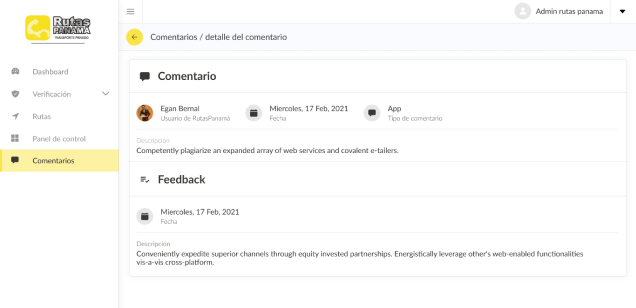 Rutas
PANAMÁ
TRANSPORTE PRIVADO
Admin rutas panama
Comentarios / detalle del comentario
Dashboard
Verificación
Rutas
Panel de control
Comentarios
Comentario
Egan Bernal
Usuario de RutasPanamá
Miercoles, 17 Feb, 2021
Fecha
App
Tipo de comentario
Descripción
Competently plagiarize an expanded array of web services and covalent e-tailers.
Feedback
Miercoles, 17 Feb, 2021
Fecha
Descripción
Conveniently expedite superior channels through equity invested partnerships. Energistically leverage other's web-enabled functionalities
vis-a-vis cross-platform.